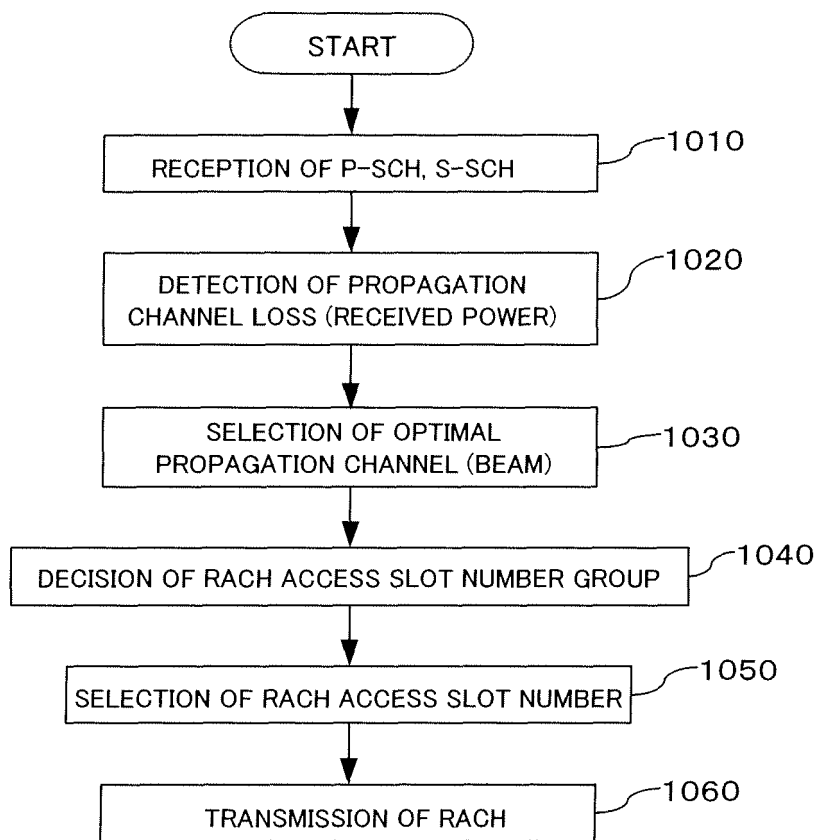 START
RECEPTION OF P-SCH, S-SCH
1010
DETECTION OF PROPAGATION
CHANNEL LOSS (RECEIVED POWER)
1020
SELECTION OF OPTIMAL
PROPAGATION CHANNEL (BEAM)
1030
DECISION OF RACH ACCESS SLOT NUMBER GROUP
1040
SELECTION OF RACH ACCESS SLOT NUMBER
1050
TRANSMISSION OF RACH
1060